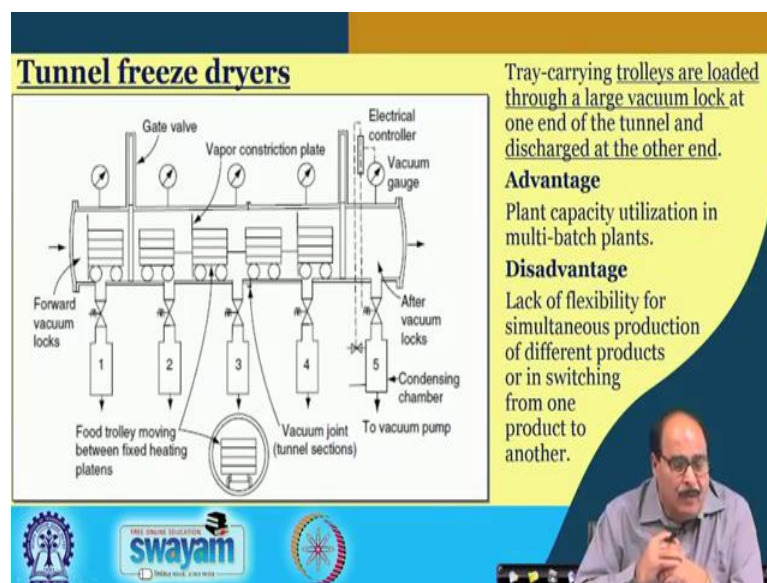 Tunnel freeze dryers
Gate valve
Vapor constriction plate
Electrical
controller
Vacuum
gauge
Forward
vacuum
locks
After
vacuum
locks
1
2
3
4
5
Condensing
chamber
To vacuum pump
Food trolley moving
between fixed heating
platens
Vacuum joint
(tunnel sections)
Tray-carrying trolleys are loaded
through a large vacuum lock at
one end of the tunnel and
discharged at the other end.
Advantage
Plant capacity utilization in
multi-batch plants.
Disadvantage
Lack of flexibility for
simultaneous production
of different products
or in switching
from one
product to
another.
FREE ONLINE EDUCATION
swayam